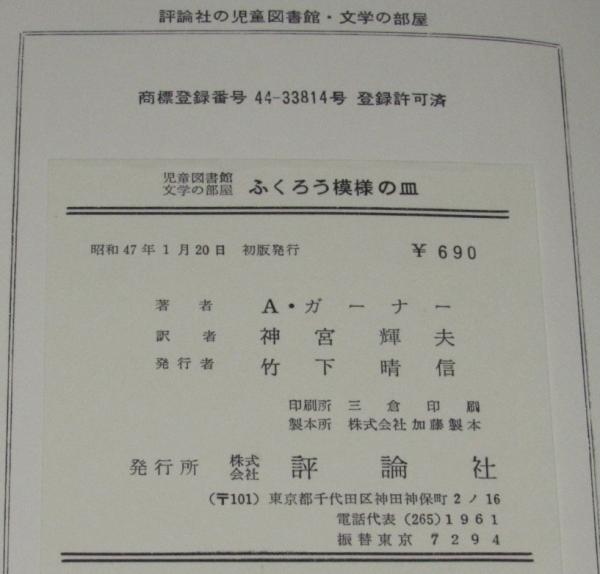 評論社の児童図書館・文学の部屋
商標登録番号 44-33814号 登録許可済
児童図書館
文学の部屋 ふくろう模様の皿
昭和47年1月20日 初版発行 ¥690
著者 A・ガーナー
訳者 神宮輝夫
発行者 竹下晴信
印刷所 三倉印刷
製本所 株式会社加藤製本
発行所 株式会社 評論社
(〒101) 東京都千代田区神田神保町2ノ16
電話代表 (265)1961
振替東京 7294